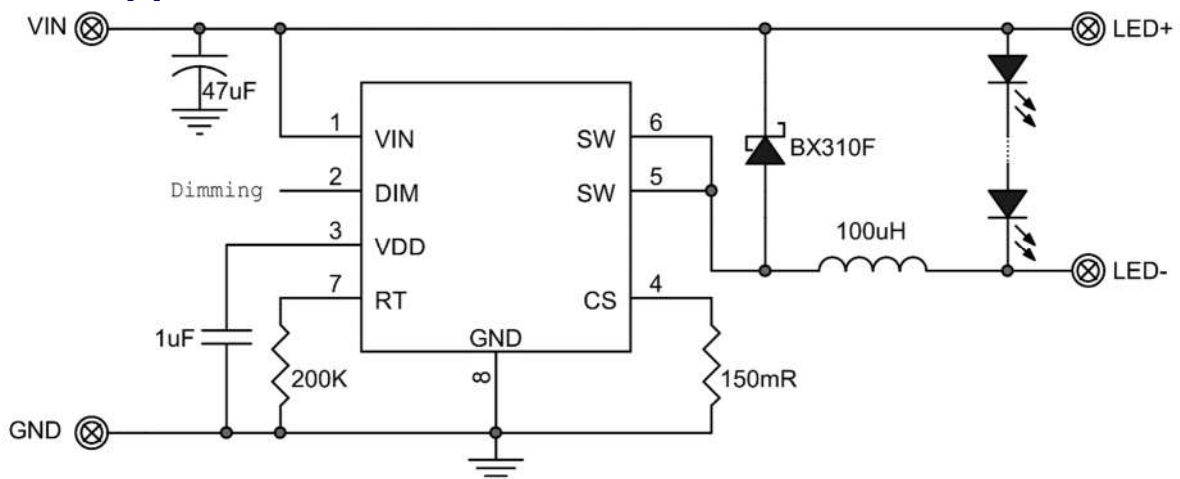 VIN
LED+
47uF
1
VIN
SW
6
BX310F
Dimming
2
DIM
SW
5
3
VDD
100uH
7
RT
CS
4
LED-
1uF
200K
GND
8
150mR
GND